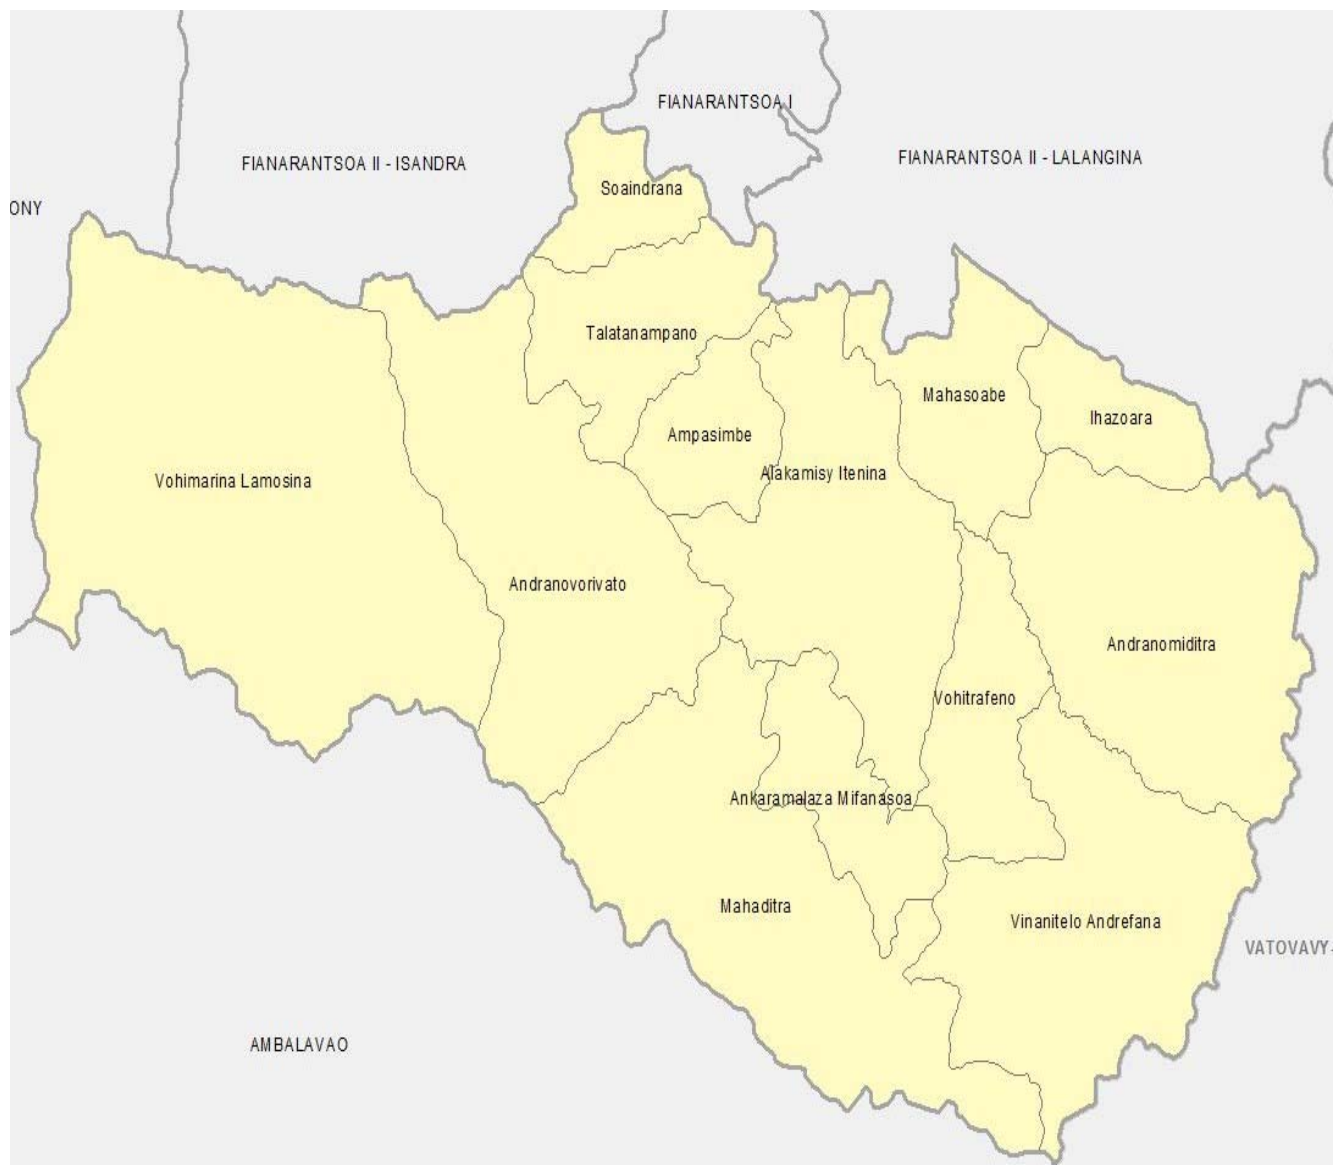 FIANARANTSOA I
FIANARANTSOA II - ISANDRA
FIANARANTSOA II - LALANGINA
Soaindrana
ONY
Talatanampano
Mahasoabe
Ihazoara
Ampasimbe
Alakamisy Itenina
Vohimarina Lamosina
Andranovorivato
Andranomiditra
Vohitrafeno
Ankaramalaza Mifanasoa
Mahaditra
Vinanitelo Andrefana
VATOVAVY-
AMBALAVAO